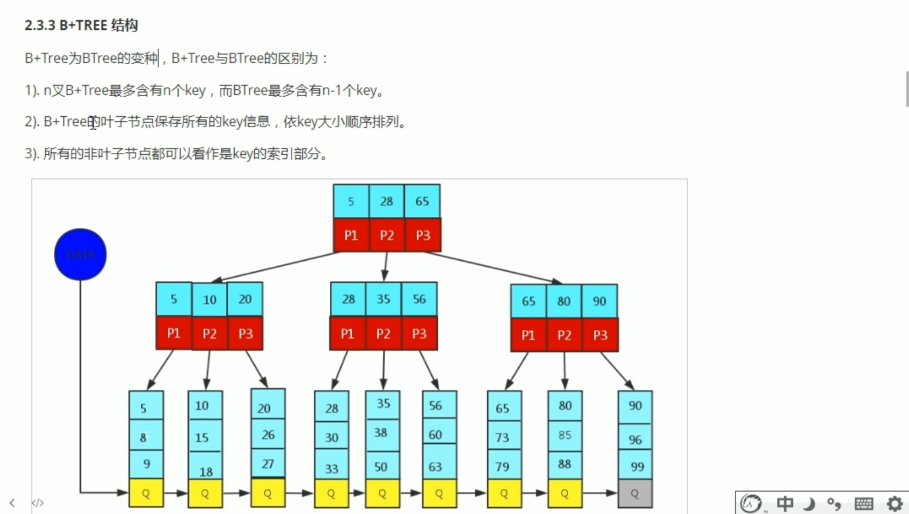 2.3.3 B+TREE 结构
B+Tree为BTree的变种，B+Tree与BTree的区别为：
1). n叉B+Tree最多含有n个key，而BTree最多含有n-1个key。
2). B+Tree的叶子节点保存所有的key信息，依key大小顺序排列。
3). 所有的非叶子节点都可以看作是key的索引部分。
5 28 65
P1 P2 P3
DATA
5 10 20 28 35 56 65 80 90
P1 P2 P3 P1 P2 P3 P1 P2 P3
5 10 20 28 35 56 65 80 90
8 15 26 30 38 60 73 85 96
9 18 27 33 50 63 79 88 99
Q Q Q Q Q Q Q Q Q
中